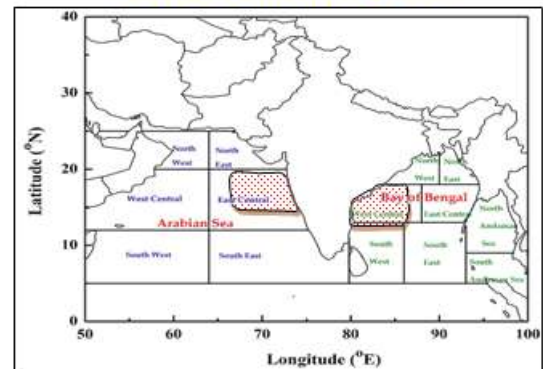 40
30
20
10
0
Latitude (°N)
North
West
North
East
West Central
East Central
Arabian Sea
South West
South East
North
West
North
East
Bay of Bengal
West Central
East Central
North
Andaman
Sea
South
West
South
East
South
Andaman Sea
50
60
70
80
90
100
Longitude (°E)